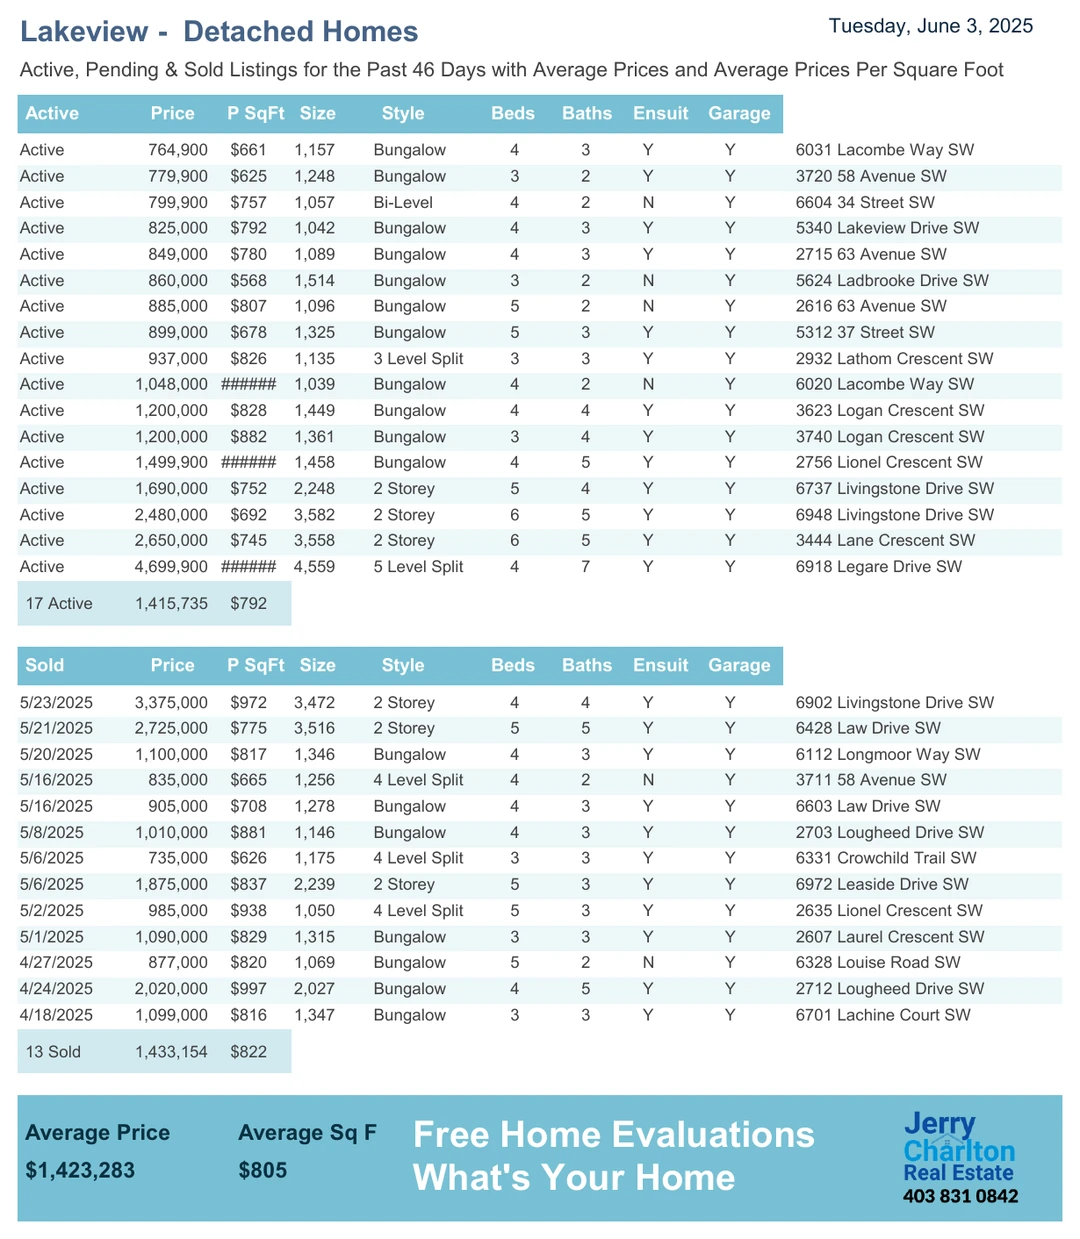 Lakeview -  Detached Homes
Tuesday, June 3, 2025
Active, Pending & Sold Listings for the Past 46 Days with Average Prices and Average Prices Per Square Foot
Active Price P SqFt Size Style Beds Baths Ensuit Garage
Active 764,900 $661 1,157 Bungalow 4 3 Y Y 6031 Lacombe Way SW
Active 779,900 $625 1,248 Bungalow 3 2 Y Y 3720 58 Avenue SW
Active 799,900 $757 1,057 Bi-Level 4 2 N Y 6604 34 Street SW
Active 825,000 $792 1,042 Bungalow 4 3 Y Y 5340 Lakeview Drive SW
Active 849,000 $780 1,089 Bungalow 4 3 Y Y 2715 63 Avenue SW
Active 860,000 $568 1,514 Bungalow 3 2 N Y 5624 Ladbrooke Drive SW
Active 885,000 $807 1,096 Bungalow 5 2 N Y 2616 63 Avenue SW
Active 899,000 $678 1,325 Bungalow 5 3 Y Y 5312 37 Street SW
Active 937,000 $826 1,135 3 Level Split 3 3 Y Y 2932 Lathom Crescent SW
Active 1,048,000 ###### 1,039 Bungalow 4 2 N Y 6020 Lacombe Way SW
Active 1,200,000 $828 1,449 Bungalow 4 4 Y Y 3623 Logan Crescent SW
Active 1,200,000 $882 1,361 Bungalow 3 4 Y Y 3740 Logan Crescent SW
Active 1,499,900 ###### 1,458 Bungalow 4 5 Y Y 2756 Lionel Crescent SW
Active 1,690,000 $752 2,248 2 Storey 5 4 Y Y 6737 Livingstone Drive SW
Active 2,480,000 $692 3,582 2 Storey 6 5 Y Y 6948 Livingstone Drive SW
Active 2,650,000 $745 3,558 2 Storey 6 5 Y Y 3444 Lane Crescent SW
Active 4,699,900 ###### 4,559 5 Level Split 4 7 Y Y 6918 Legare Drive SW
17 Active 1,415,735 $792
Sold Price P SqFt Size Style Beds Baths Ensuit Garage
5/23/2025 3,375,000 $972 3,472 2 Storey 4 4 Y Y 6902 Livingstone Drive SW
5/21/2025 2,725,000 $775 3,516 2 Storey 5 5 Y Y 6428 Law Drive SW
5/20/2025 1,100,000 $817 1,346 Bungalow 4 3 Y Y 6112 Longmoor Way SW
5/16/2025 835,000 $665 1,256 4 Level Split 4 2 N Y 3711 58 Avenue SW
5/16/2025 905,000 $708 1,278 Bungalow 4 3 Y Y 6603 Law Drive SW
5/8/2025 1,010,000 $881 1,146 Bungalow 4 3 Y Y 2703 Lougheed Drive SW
5/6/2025 735,000 $626 1,175 4 Level Split 3 3 Y Y 6331 Crowchild Trail SW
5/6/2025 1,875,000 $837 2,239 2 Storey 5 3 Y Y 6972 Leaside Drive SW
5/2/2025 985,000 $938 1,050 4 Level Split 5 3 Y Y 2635 Lionel Crescent SW
5/1/2025 1,090,000 $829 1,315 Bungalow 3 3 Y Y 2607 Laurel Crescent SW
4/27/2025 877,000 $820 1,069 Bungalow 5 2 N Y 6328 Louise Road SW
4/24/2025 2,020,000 $997 2,027 Bungalow 4 5 Y Y 2712 Lougheed Drive SW
4/18/2025 1,099,000 $816 1,347 Bungalow 3 3 Y Y 6701 Lachine Court SW
13 Sold 1,433,154 $822
Average Price Average Sq F
$1,423,283 $805
Free Home Evaluations
What's Your Home
Jerry
Charlton
Real Estate
403 831 0842